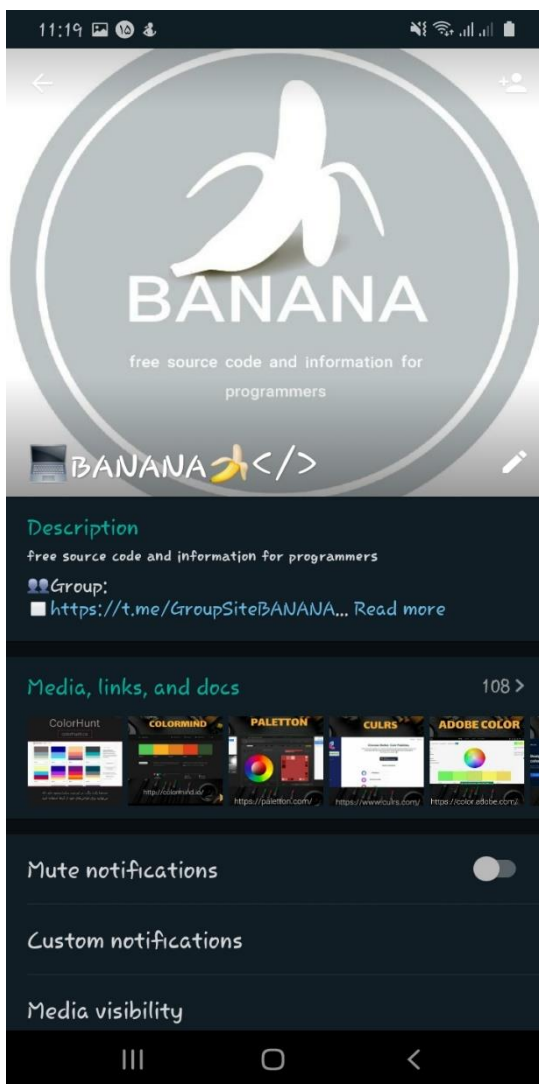 11:19 ۱۵
BANANA
free source code and information for
programmers
💻BANANA🍌</>
Description
free source code and information for programmers
👥Group:
◻️https://t.me/GroupSiteBANANA... Read more
Media, links, and docs 108 >
ColorHunt COLORMIND PALETTON CULRS ADOBE COLOR
http://colormind.io/ https://paletton.com/ https://www.culrs.com/ https://color.adobe.com/
Mute notifications
Custom notifications
Media visibility